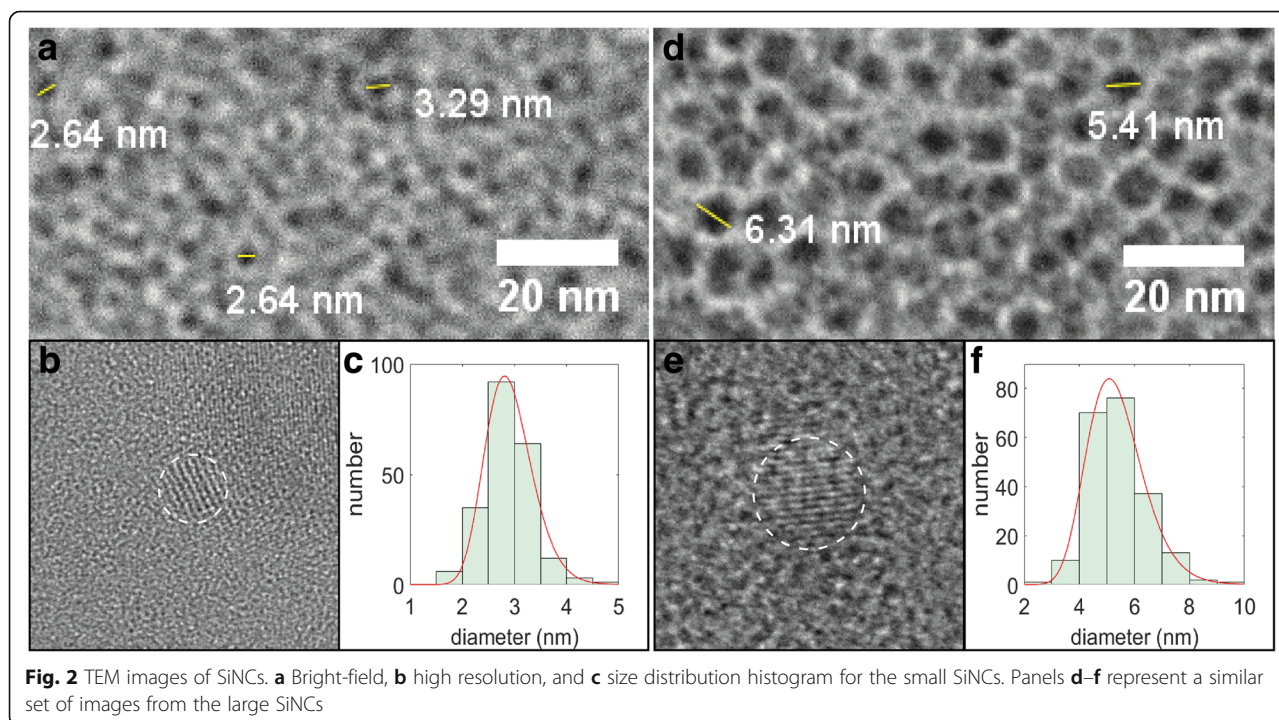 a
3.29 nm
2.64 nm
2.64 nm
20 nm
d
5.41 nm
6.31 nm
20 nm
b
c
100
50
0
number
1 2 3 4 5
diameter (nm)
e
f
80
60
40
20
0
number
2 4 6 8 10
diameter (nm)
Fig. 2 TEM images of SiNCs. a Bright-field, b high resolution, and c size distribution histogram for the small SiNCs. Panels d–f represent a similar
set of images from the large SiNCs